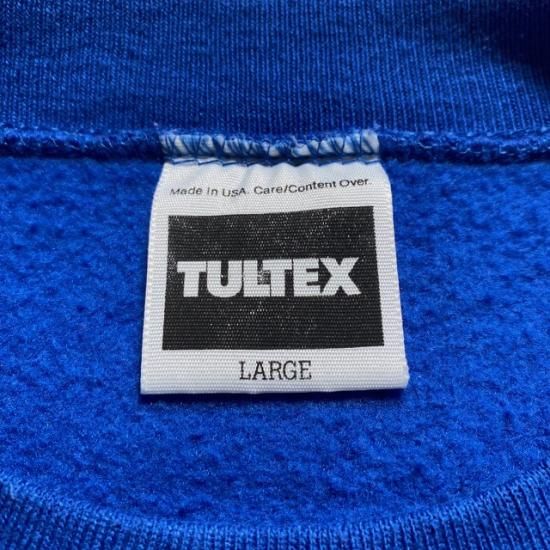 Made in USA. Care/Content Over.
TULTEX
LARGE